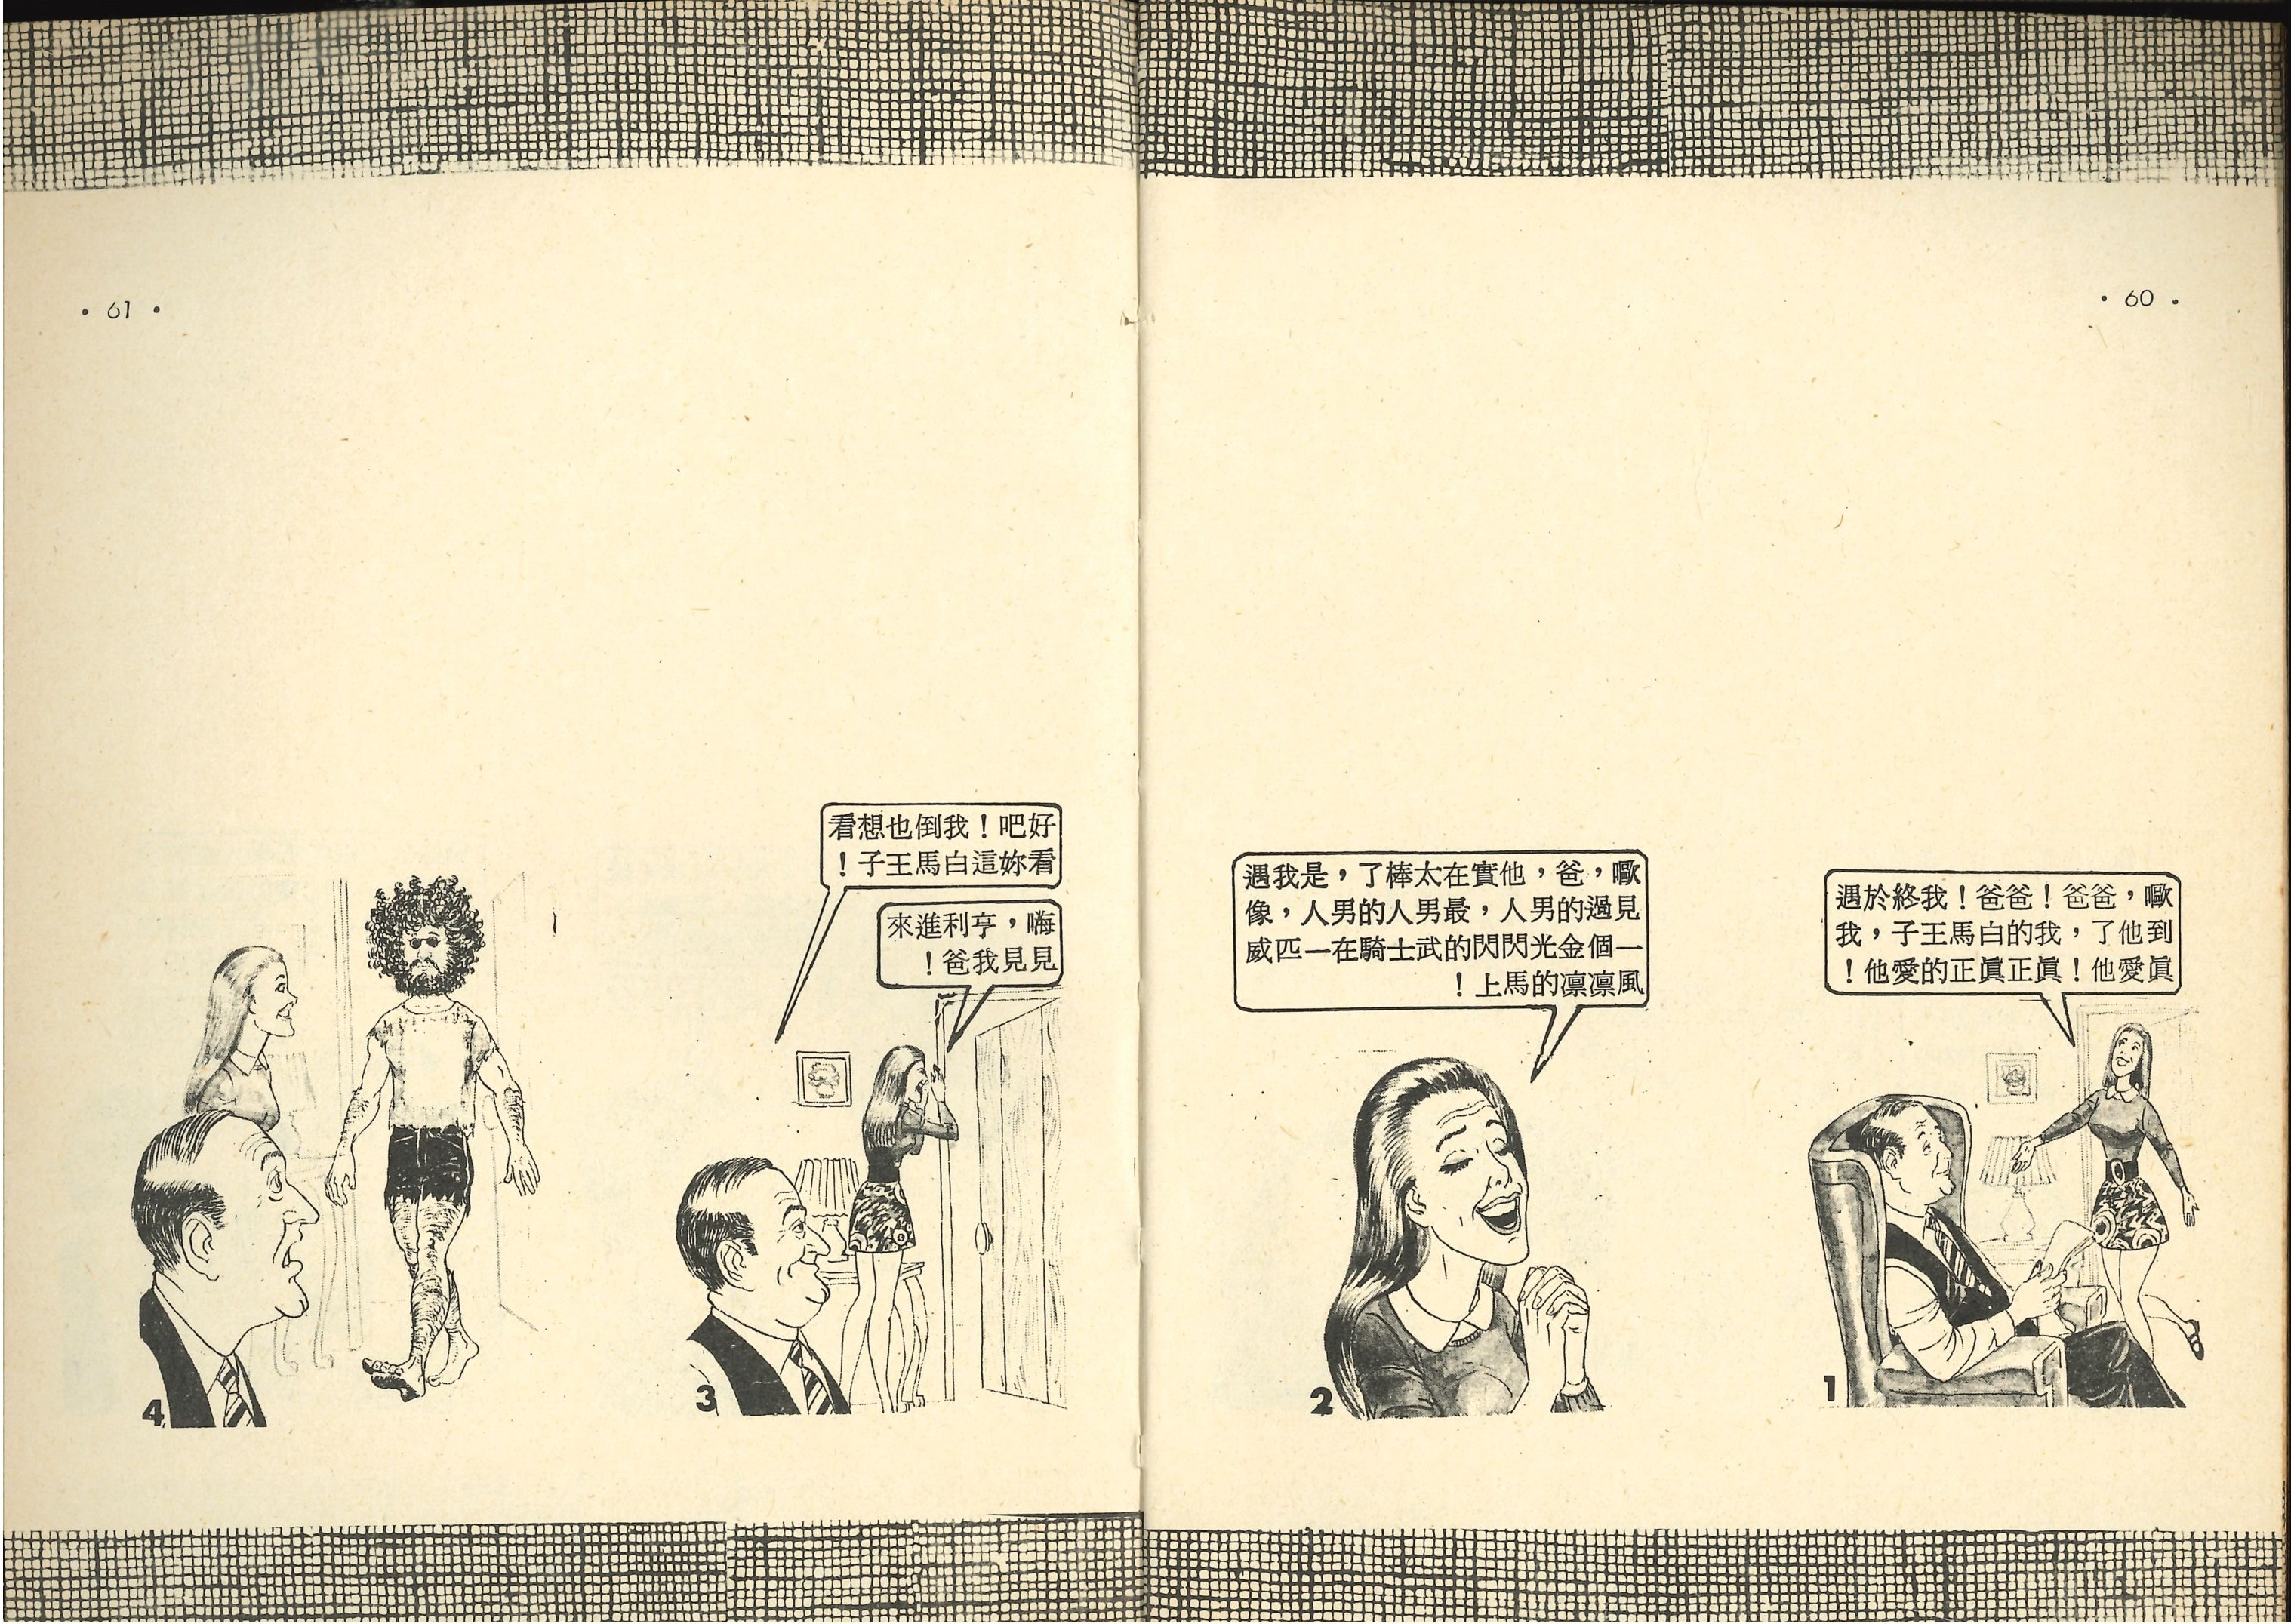 • 60 •
噢，爸爸！爸爸！我終於遇
到他了，我的白馬王子，我
眞愛他！眞正眞正的愛他！
1
噢，爸，他實在太棒了，是我遇
見過的男人，最男人的男人，像
一個金光閃閃的武士騎在一匹威
風凛凛的馬上！
2
• 61 •
好吧！我倒也想看
看妳這白馬王子！
嗨，亨利進來
見見我爸！
3
4